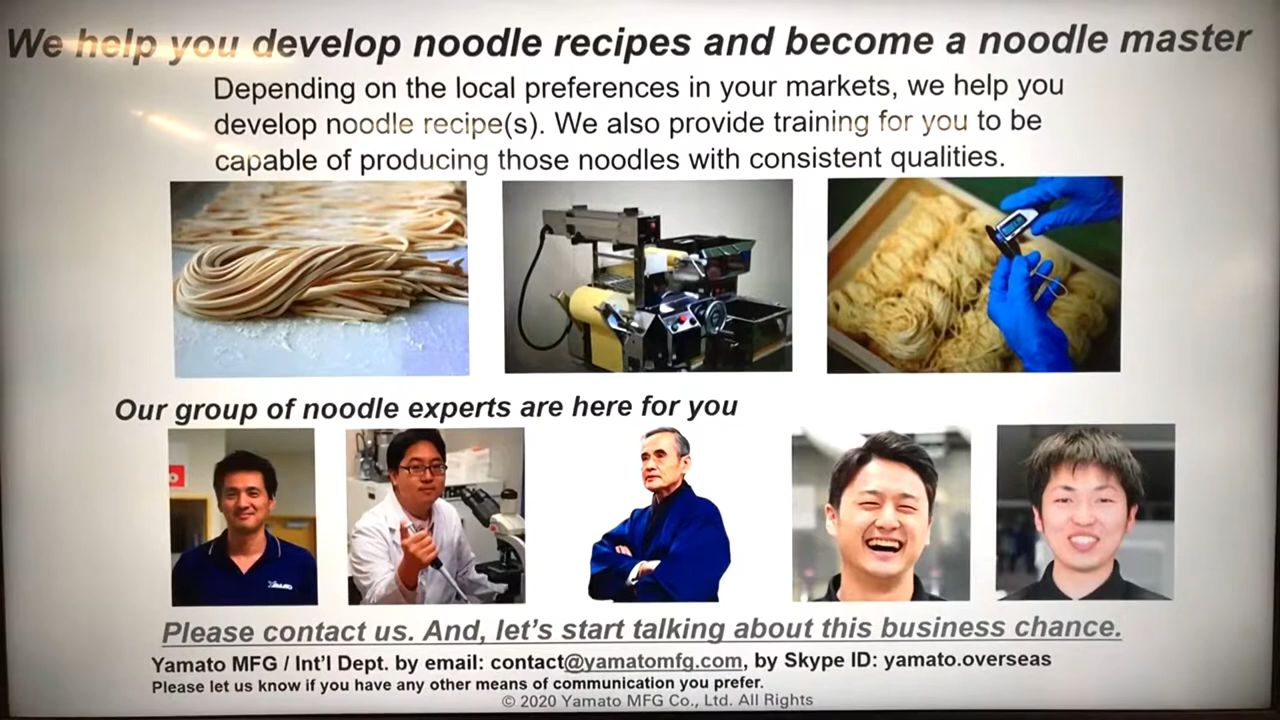 We help you develop noodle recipes and become a noodle master
Depending on the local preferences in your markets, we help you
develop noodle recipe(s). We also provide training for you to be
capable of producing those noodles with consistent qualities.
Our group of noodle experts are here for you
Please contact us. And, let's start talking about this business chance.
Yamato MFG / Int'l Dept. by email: contact@yamatomfg.com, by Skype ID: yamato.overseas
Please let us know if you have any other means of communication you prefer.
© 2020 Yamato MFG Co., Ltd. All Rights